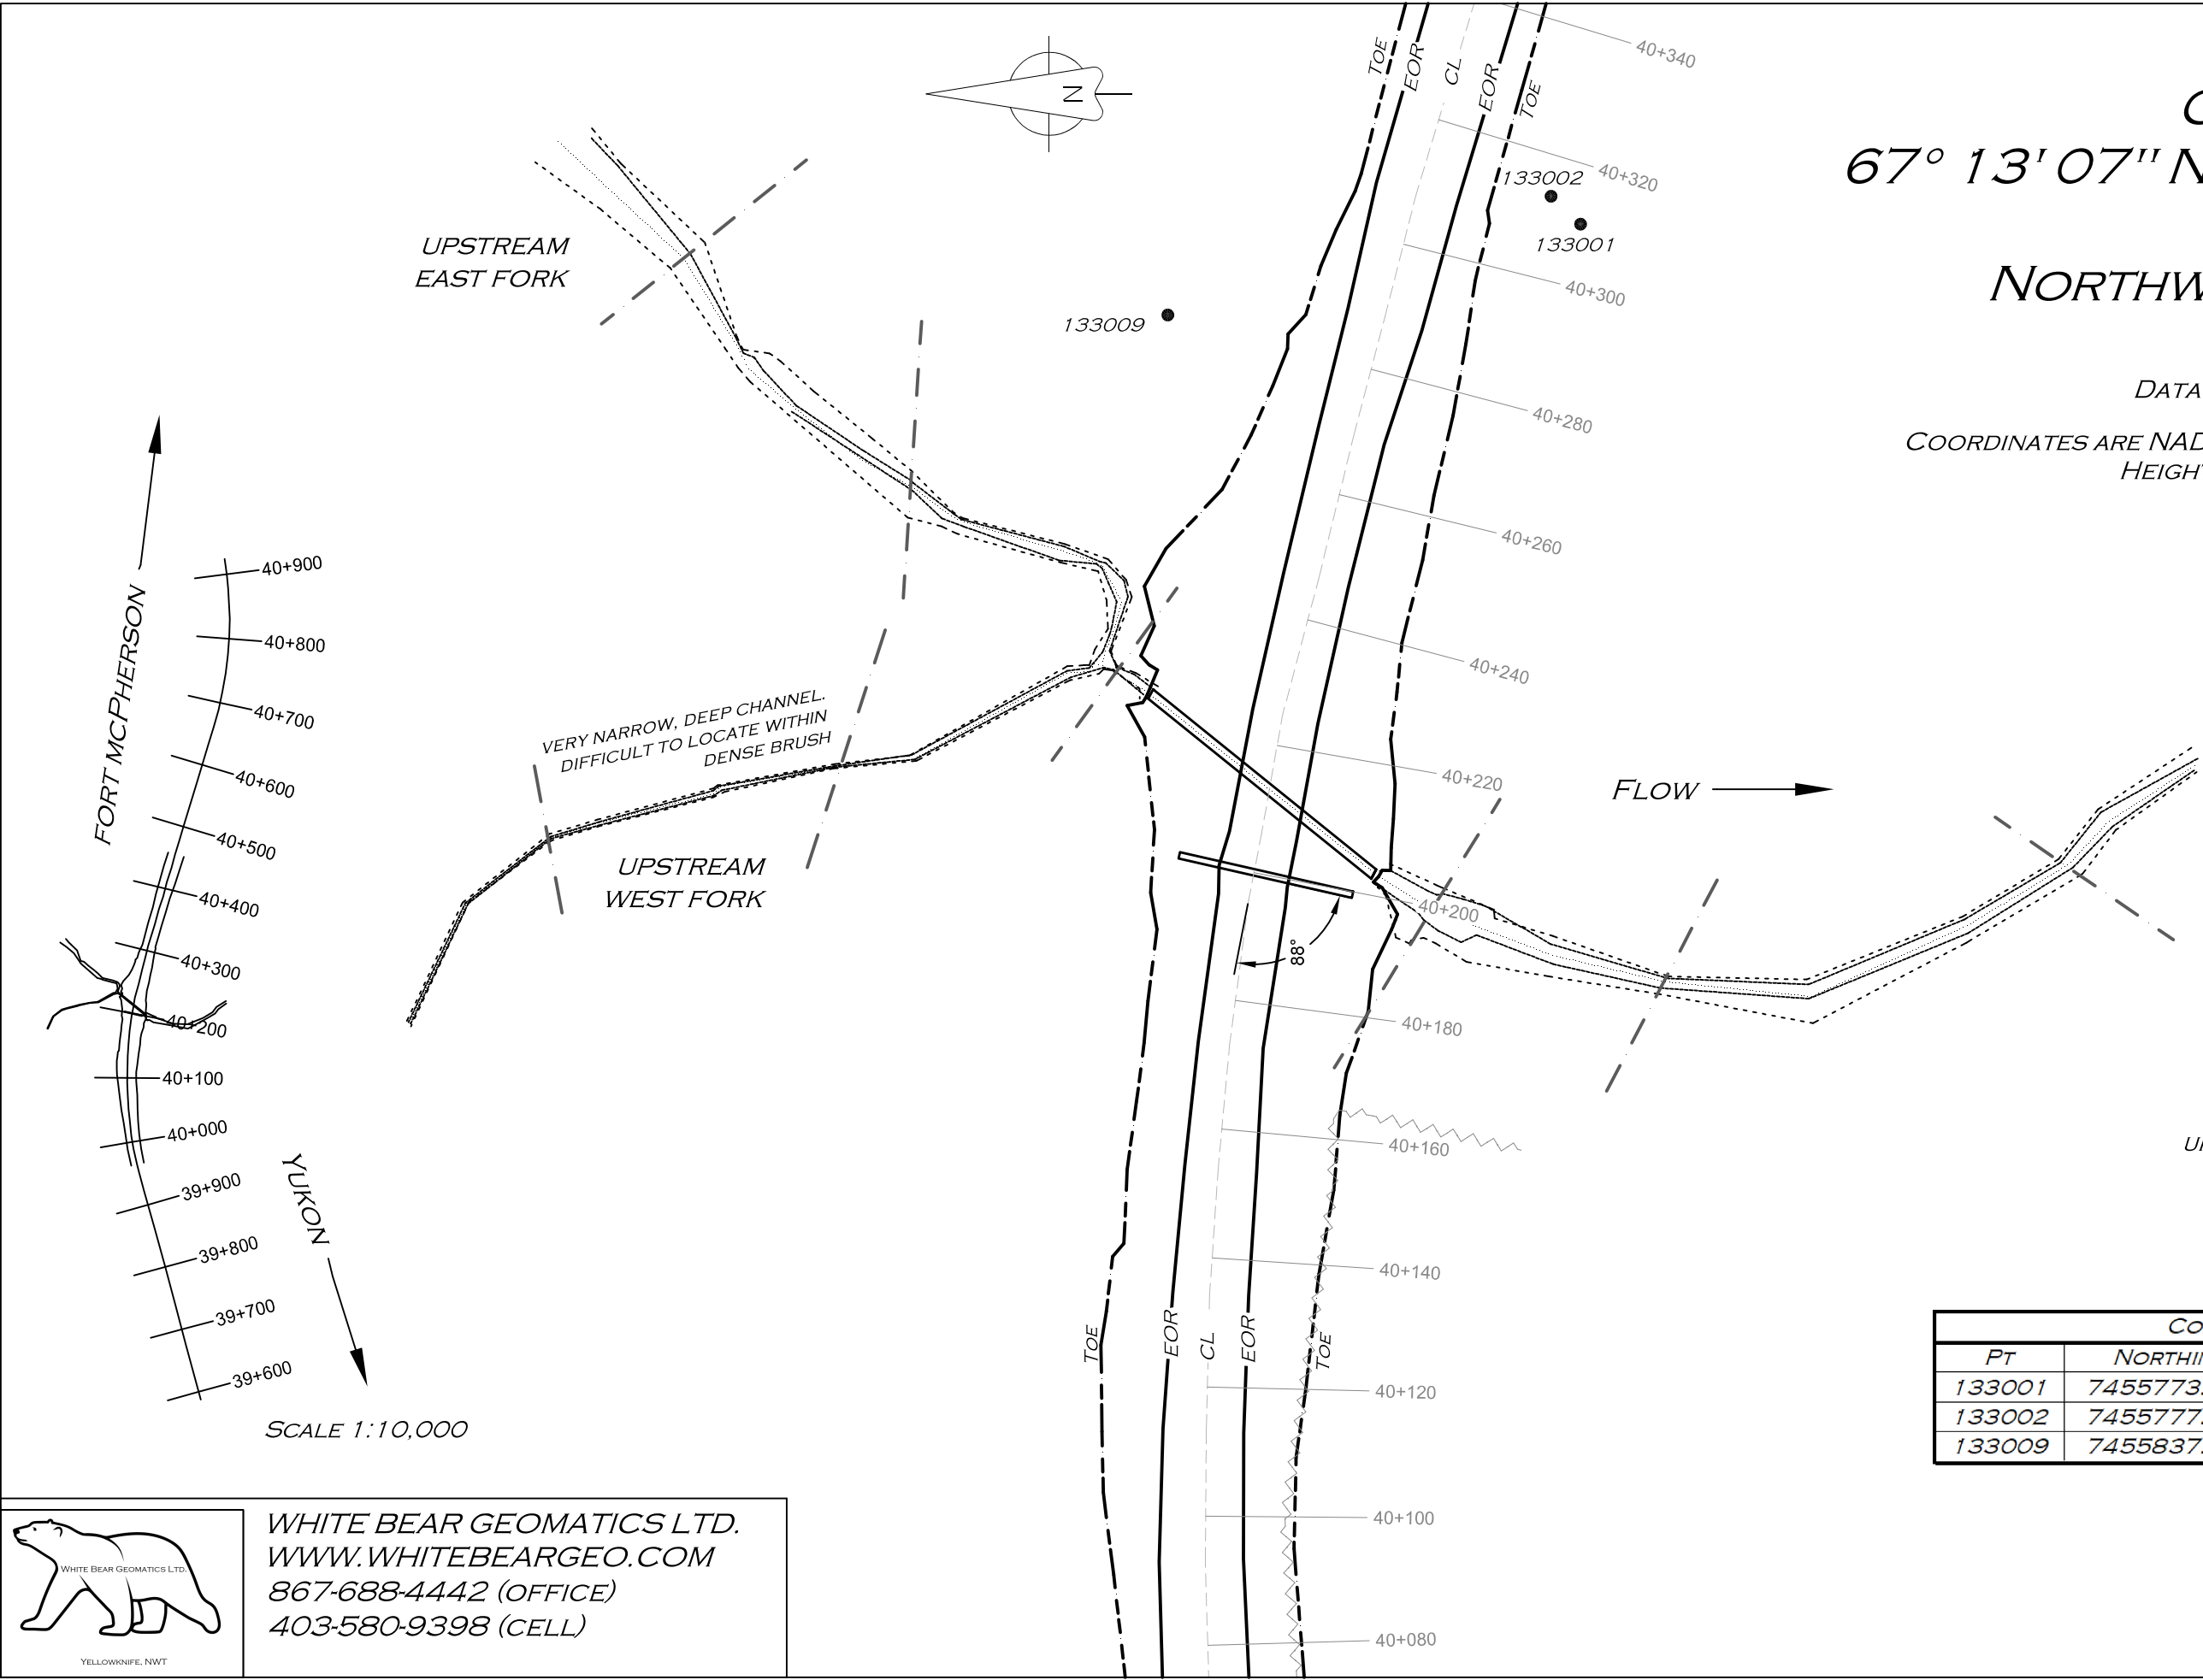 TOE
EOR
CL
EOR
TOE
40+340
N
67° 13' 07" N
133002
40+320
133001
UPSTREAM
EAST FORK
NORTHW
40+300
133009
DATA
40+280
COORDINATES ARE NAD
HEIGHT
40+260
40+240
FORT MCPHERSON
40+900
40+800
40+700
40+600
40+500
40+400
40+300
40+200
40+100
40+000
39+900
39+800
39+700
39+600
YUKON
SCALE 1:10,000
VERY NARROW, DEEP CHANNEL.
DIFFICULT TO LOCATE WITHIN
DENSE BRUSH
40+220
FLOW
UPSTREAM
WEST FORK
40+200
88°
40+180
40+160
40+140
TOE
EOR
CL
EOR
TOE
40+120
40+100
40+080
CO
PT NORTHIN
133001 7455773
133002 7455777
133009 7455837
WHITE BEAR GEOMATICS LTD.
YELLOWKNIFE, NWT
WHITE BEAR GEOMATICS LTD.
WWW.WHITEBEARGEO.COM
867-688-4442 (OFFICE)
403-580-9398 (CELL)